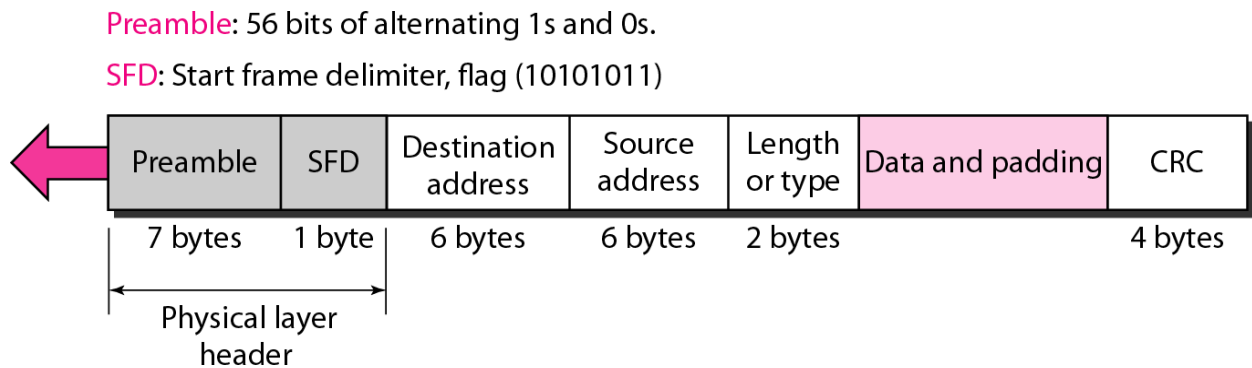 Preamble: 56 bits of alternating 1s and 0s.
SFD: Start frame delimiter, flag (10101011)
Preamble
SFD
Destination
address
Source
address
Length
or type
Data and padding
CRC
7 bytes
1 byte
6 bytes
6 bytes
2 bytes
4 bytes
Physical layer
header